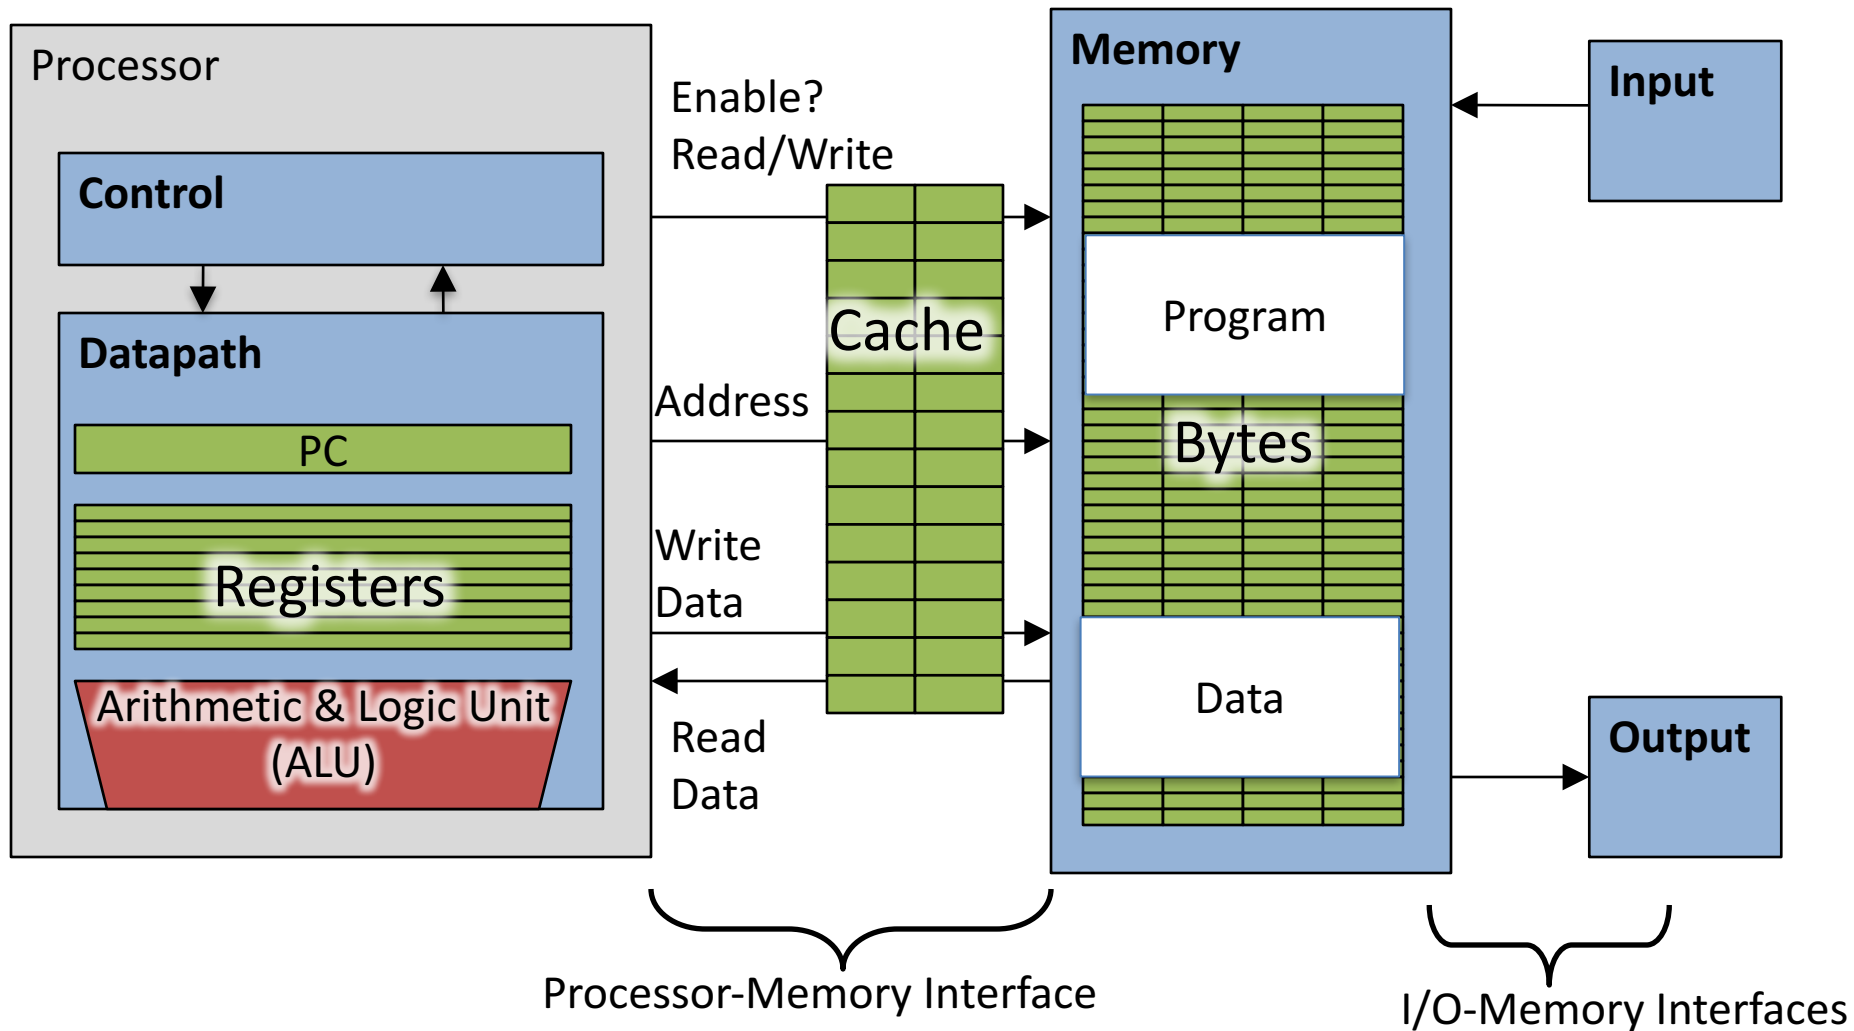 Processor
Control
Datapath
PC
Registers
Arithmetic & Logic Unit
(ALU)
Enable?
Read/Write
Cache
Address
Write
Data
Read
Data
Memory
Program
Bytes
Data
Input
Output
Processor-Memory Interface
I/O-Memory Interfaces